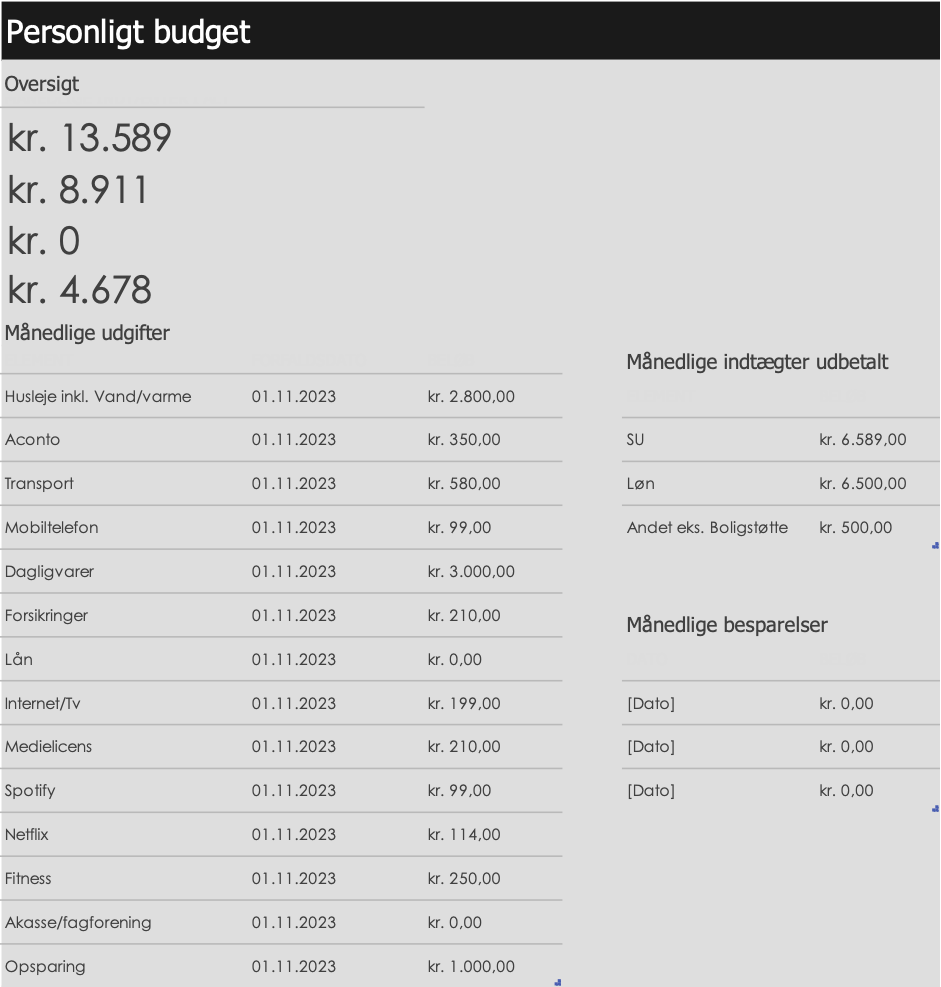 Personligt budget
Oversigt
kr. 13.589
kr. 8.911
kr. 0
kr. 4.678
Månedlige udgifter
Husleje inkl. Vand/varme 01.11.2023 kr. 2.800,00
Aconto 01.11.2023 kr. 350,00
Transport 01.11.2023 kr. 580,00
Mobiltelefon 01.11.2023 kr. 99,00
Dagligvarer 01.11.2023 kr. 3.000,00
Forsikringer 01.11.2023 kr. 210,00
Lån 01.11.2023 kr. 0,00
Internet/Tv 01.11.2023 kr. 199,00
Medielicens 01.11.2023 kr. 210,00
Spotify 01.11.2023 kr. 99,00
Netflix 01.11.2023 kr. 114,00
Fitness 01.11.2023 kr. 250,00
Akasse/fagforening 01.11.2023 kr. 0,00
Opsparing 01.11.2023 kr. 1.000,00
Månedlige indtægter udbetalt
SU kr. 6.589,00
Løn kr. 6.500,00
Andet eks. Boligstøtte kr. 500,00
Månedlige besparelser
[Dato] kr. 0,00
[Dato] kr. 0,00
[Dato] kr. 0,00